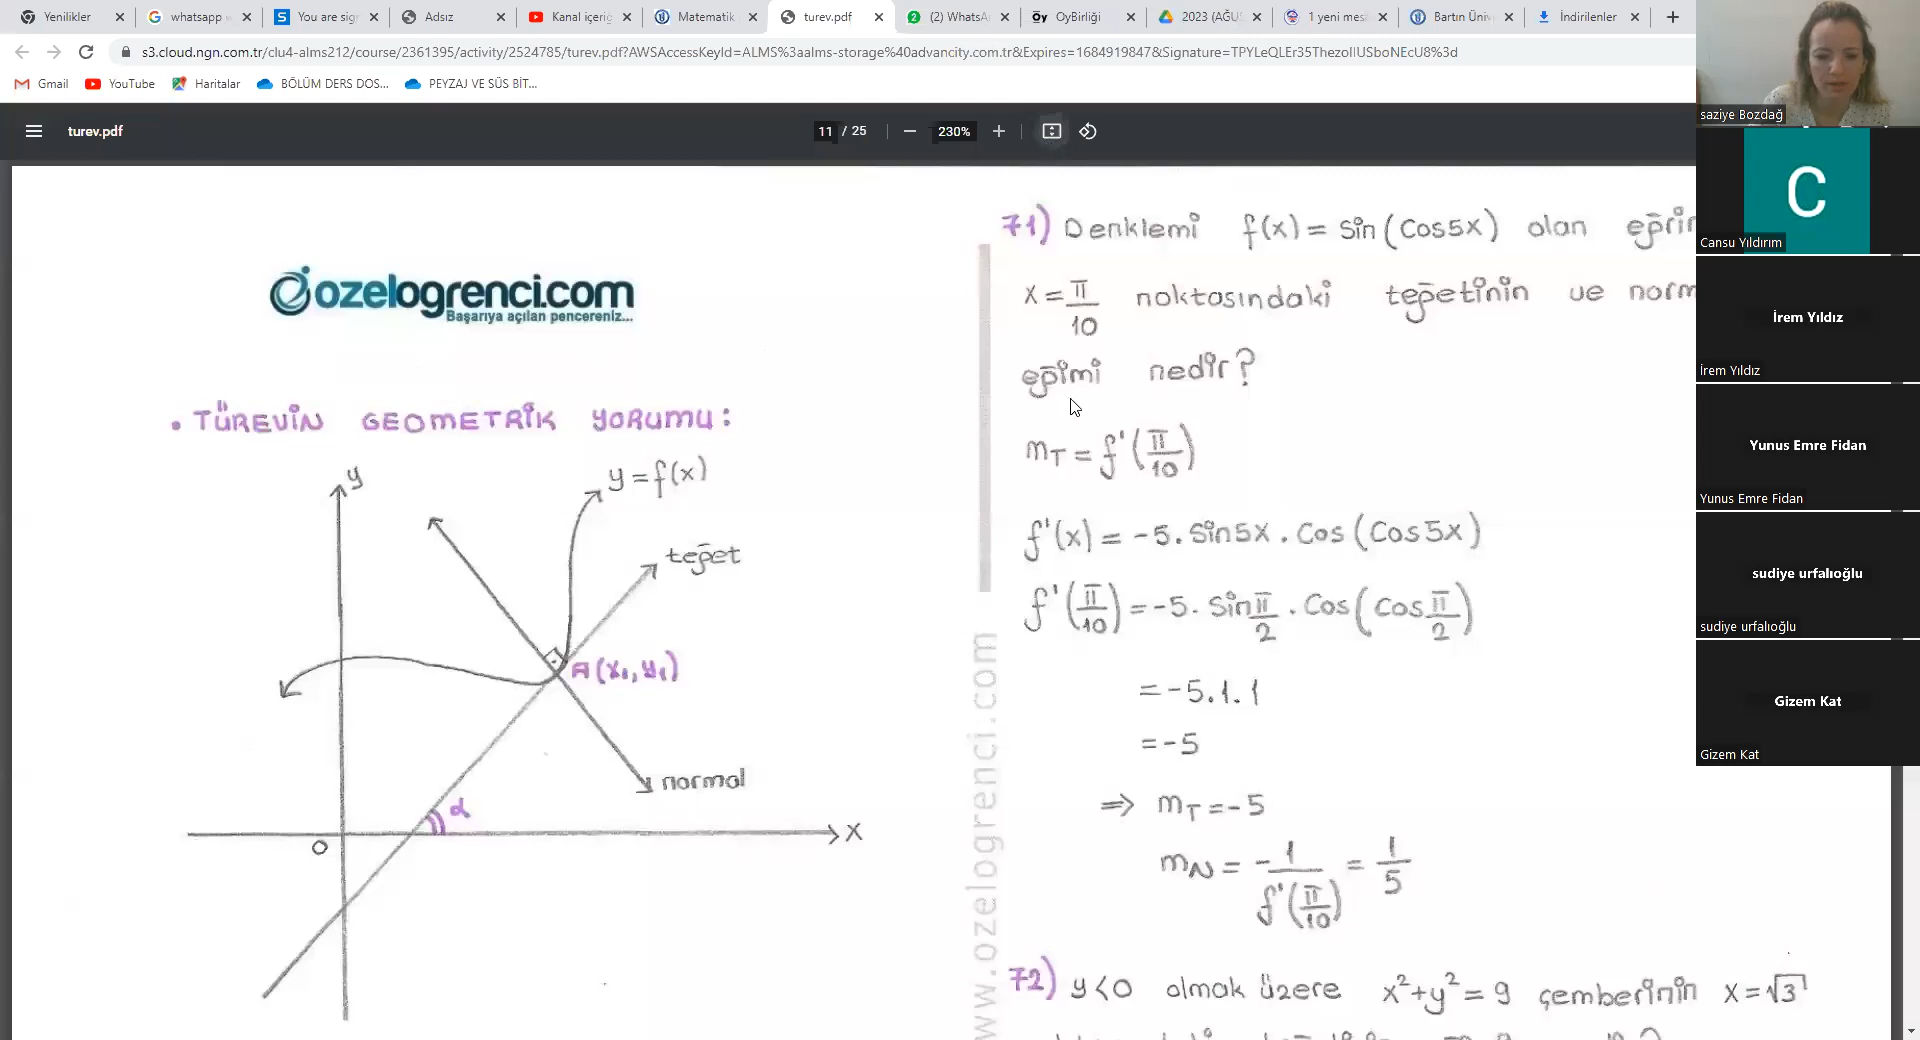 Yenilikler
whatsapp w
You are sig
Adsız
Kanal içeriğ
Matematik
turev.pdf
(2) WhatsA
OyBirliği
2023 (AĞU
1 yeni mes
Bartın Üniv
İndirilenler
s3.cloud.ngn.com.tr/clu4-alms212/course/2361395/activity/2524785/turev.pdf?AWSAccessKeyId=ALMS%3aalms-storage%40advancity.com.tr&Expires=1684919847&Signature=TPYLeQLEr35ThezoIIUSboNEcU8%3d
Gmail
YouTube
Haritalar
BÖLÜM DERS DOS...
PEYZAJ VE SÜS BİT...
turev.pdf
11 / 25
230%
ozelogrenci.com
Başarıya açılan pencereniz...
• TÜREVİN GEOMETRİK YORUMU:
y
y = f(x)
teğet
A(x₁, y₁)
normal
α
O
x
www.ozelogrenci.com
71) Denklemi f(x) = Sin(Cos5x) olan eğrin
x = π/10 noktasındaki teğetinin ve norm
eğimi nedir?
m_T = f'(π/10)
f'(x) = -5. Sin5x . Cos(Cos5x)
f'(π/10) = -5. Sin π/2 . Cos(Cos π/2)
= -5.1.1
= -5
⇒ m_T = -5
m_N = -1/f'(π/10) = 1/5
72) y<0 olmak üzere x²+y² = 9 çemberinin x = √3
saziye Bozdağ
C
Cansu Yıldırım
İrem Yıldız
İrem Yıldız
Yunus Emre Fidan
Yunus Emre Fidan
sudiye urfalıoğlu
sudiye urfalıoğlu
Gizem Kat
Gizem Kat